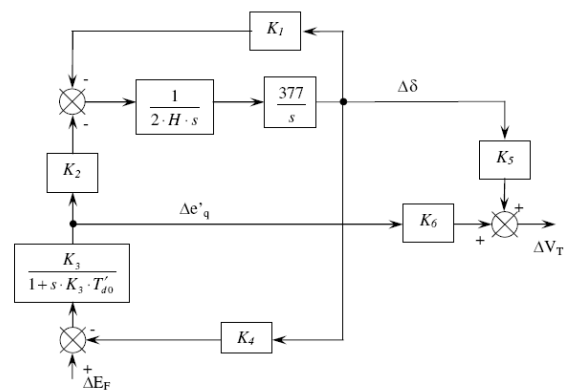 K1
-
-
1
2 · H · s
377
s
Δδ
K5
K2
Δe'q
K6
+
+
ΔVT
K3
1 + s · K3 · T'd0
-
K4
+
ΔEF